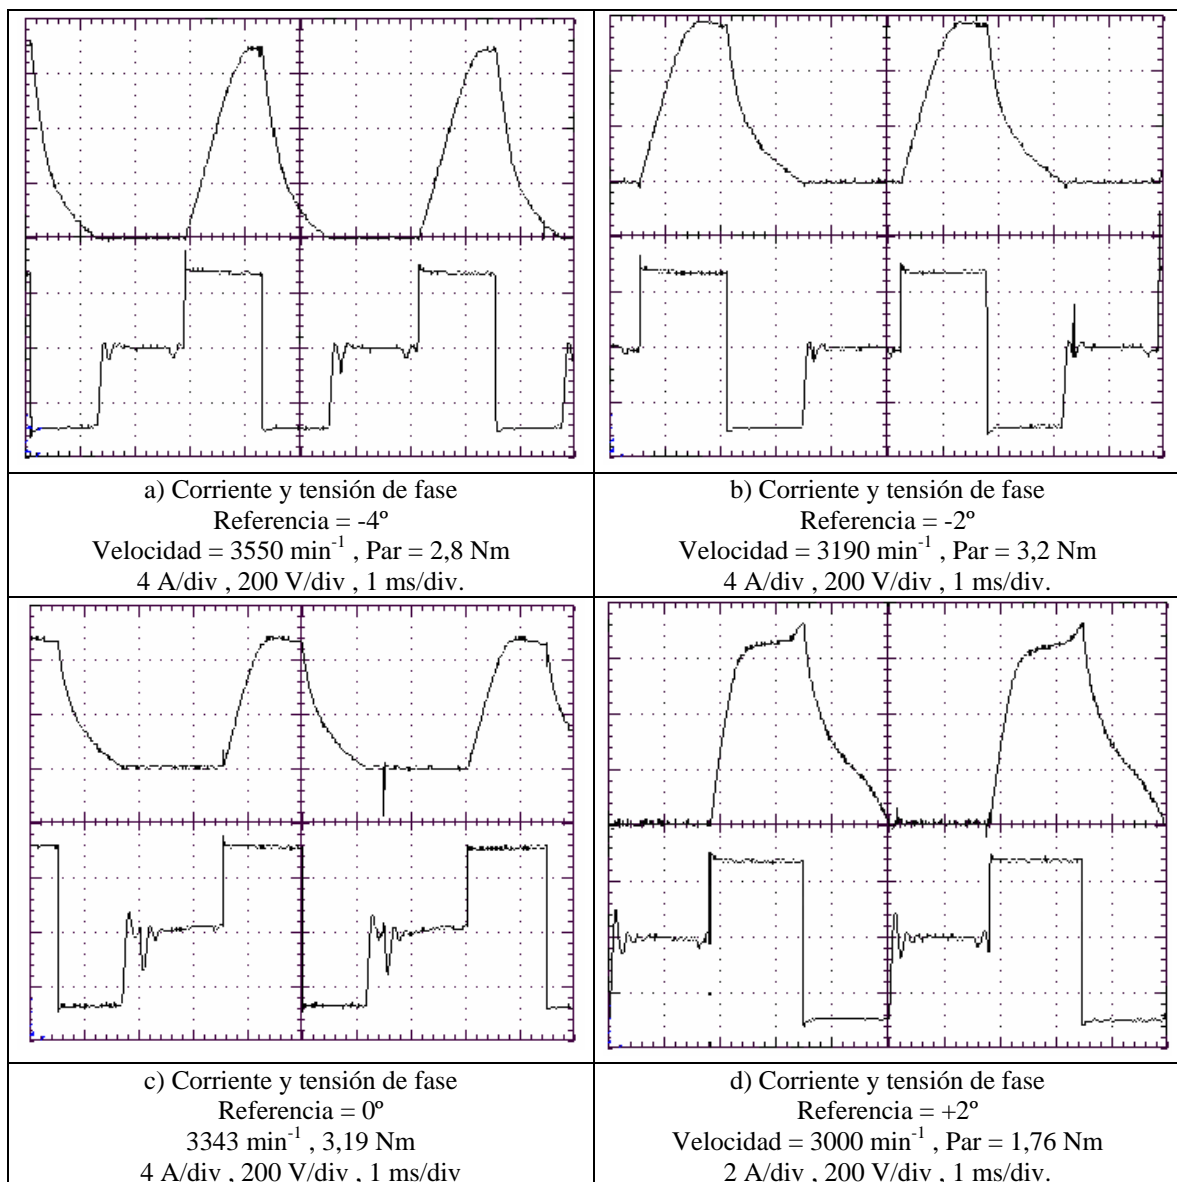 a) Corriente y tensión de fase
Referencia = -4º
Velocidad = 3550 min-1 , Par = 2,8 Nm
4 A/div , 200 V/div , 1 ms/div.
b) Corriente y tensión de fase
Referencia = -2º
Velocidad = 3190 min-1 , Par = 3,2 Nm
4 A/div , 200 V/div , 1 ms/div.
c) Corriente y tensión de fase
Referencia = 0º
3343 min-1 , 3,19 Nm
4 A/div , 200 V/div , 1 ms/div
d) Corriente y tensión de fase
Referencia = +2º
Velocidad = 3000 min-1 , Par = 1,76 Nm
2 A/div , 200 V/div , 1 ms/div.